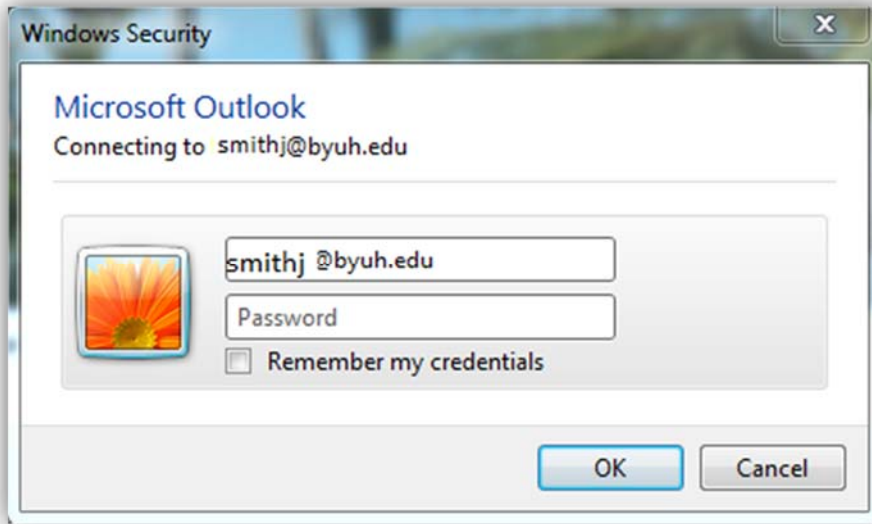 Windows Security
Microsoft Outlook
Connecting to smithj@byuh.edu
smithj @byuh.edu
Password
Remember my credentials
OK Cancel